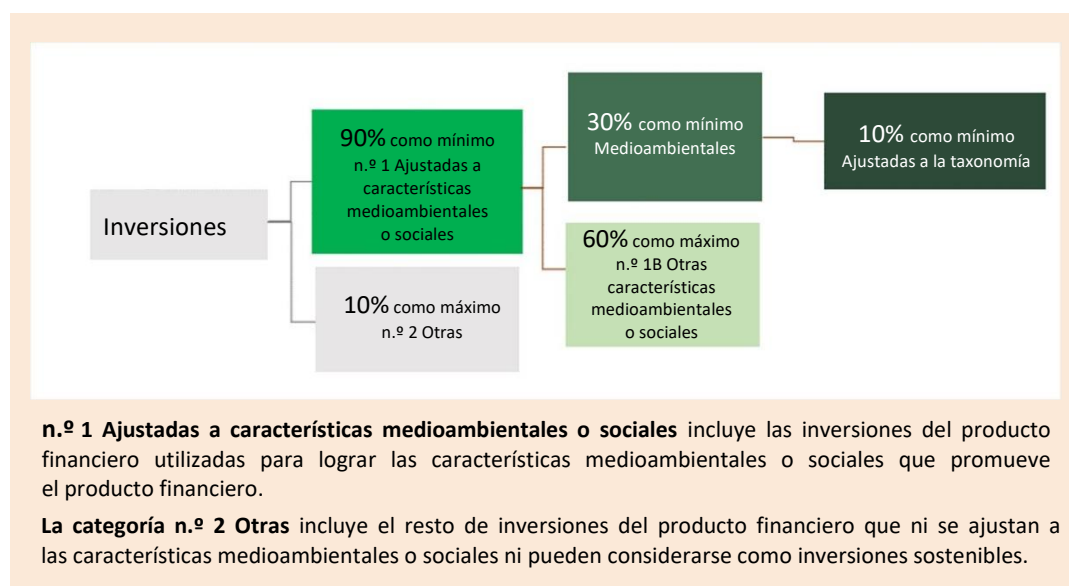 Inversiones
90% como mínimo
n.º 1 Ajustadas a
características
medioambientales
o sociales
10% como máximo
n.º 2 Otras
30% como mínimo
Medioambientales
60% como máximo
n.º 1B Otras
características
medioambientales
o sociales
10% como mínimo
Ajustadas a la taxonomía
n.º 1 Ajustadas a características medioambientales o sociales incluye las inversiones del producto
financiero utilizadas para lograr las características medioambientales o sociales que promueve
el producto financiero.
La categoría n.º 2 Otras incluye el resto de inversiones del producto financiero que ni se ajustan a
las características medioambientales o sociales ni pueden considerarse como inversiones sostenibles.